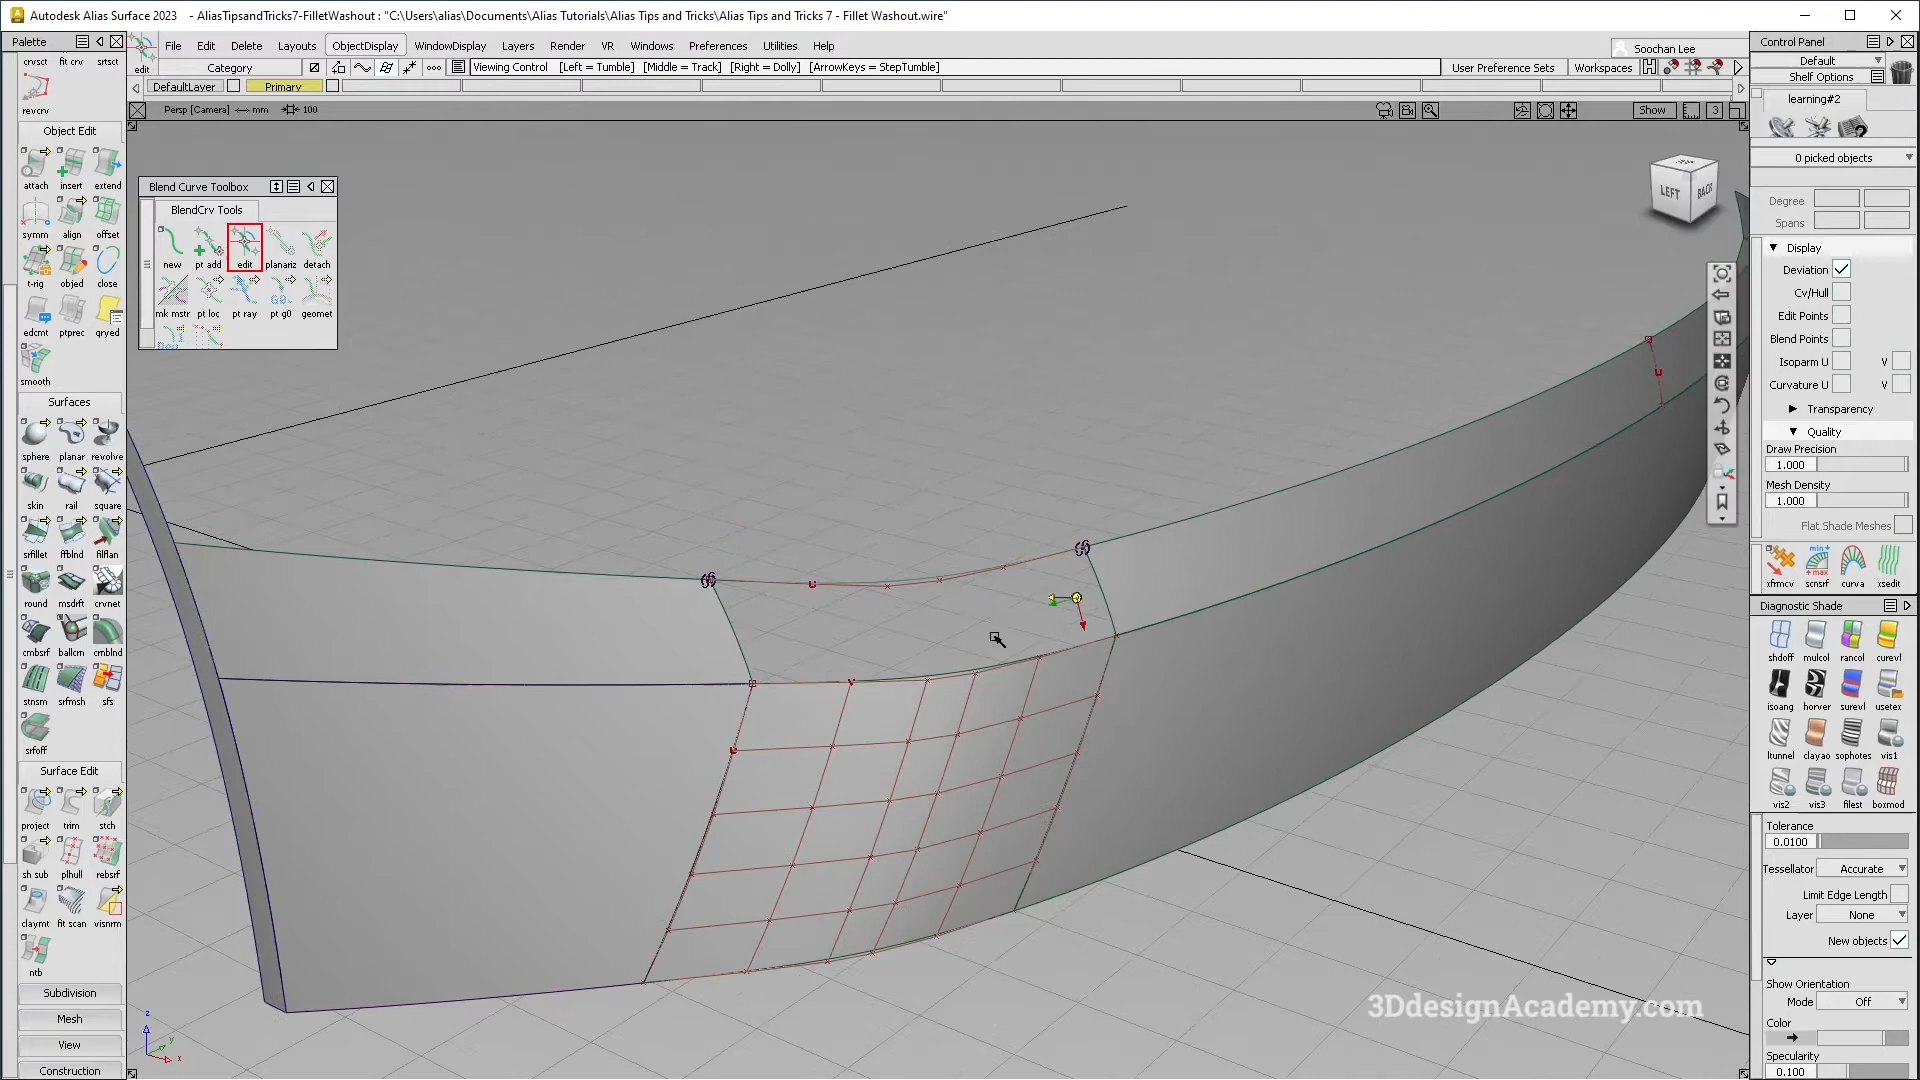 Autodesk Alias Surface 2023 - AliasTipsandTricks7-FilletWashout : "C:\Users\alias\Documents\Alias Tutorials\Alias Tips and Tricks\Alias Tips and Tricks 7 - Fillet Washout.wire"
Palette
File Edit Delete Layouts ObjectDisplay WindowDisplay Layers Render VR Windows Preferences Utilities Help
Soochan Lee
edit
Category
Viewing Control [Left = Tumble] [Middle = Track] [Right = Dolly] [ArrowKeys = StepTumble]
User Preference Sets
Workspaces
DefaultLayer
Primary
Persp [Camera] mm 100
Show
3
crvsct fit crv srtsct
revcrv
Object Edit
attach insert extend
symm align offset
t-rig objed close
edcmt ptprec qryed
smooth
Surfaces
sphere planar revolve
skin rail square
srfillet ffblnd filflan
round msdrft crvnet
cmbsrf ballcrn crnblnd
stnsm srfmsh sfs
srfoff
Surface Edit
project trim stch
sh sub plhull rebsrf
claymt fit scan visnrm
ntb
Subdivision
Mesh
View
Construction
Blend Curve Toolbox
BlendCrv Tools
new pt add edit planariz detach
mk mstr pt loc pt ray pt g0 geomet
LEFT BACK
z
y
x
U
U
V
U
3DdesignAcademy.com
Control Panel
Default
Shelf Options
learning#2
0 picked objects
Degree
Spans
Display
Deviation
Cv/Hull
Edit Points
Blend Points
Isoparm U V
Curvature U V
Transparency
Quality
Draw Precision
1.000
Mesh Density
1.000
Flat Shade Meshes
xfrmcv scnsrf curva xsedit
Diagnostic Shade
shdoff mulcol rancol curevl
isoang horver surevl usetex
ltunnel clayao sophotes vis1
vis2 vis3 filest boxmod
Tolerance
0.0100
Tessellator Accurate
Limit Edge Length
Layer None
New objects
Show Orientation
Mode Off
Color
Specularity
0.100